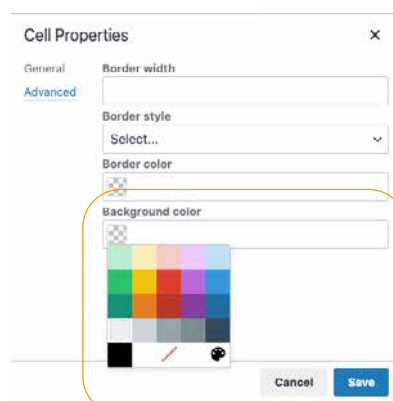 Cell Properties
General
Border width
Advanced
Border style
Select...
Border color
Background color
Cancel
Save